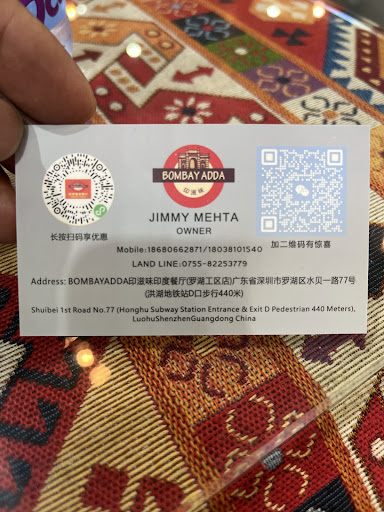 BOMBAY ADDA
印滋味
JIMMY MEHTA
OWNER
长按扫码享优惠
加二维码有惊喜
Mobile:18680662871/18038101540
LAND LINE:0755-82253779
Address: BOMBAYADDA印滋味印度餐厅(罗湖工区店)广东省深圳市罗湖区水贝一路77号
(洪湖地铁站D口步行440米)
Shuibei 1st Road No.77 (Honghu Subway Station Entrance & Exit D Pedestrian 440 Meters),
LuohuShenzhenGuangdong China